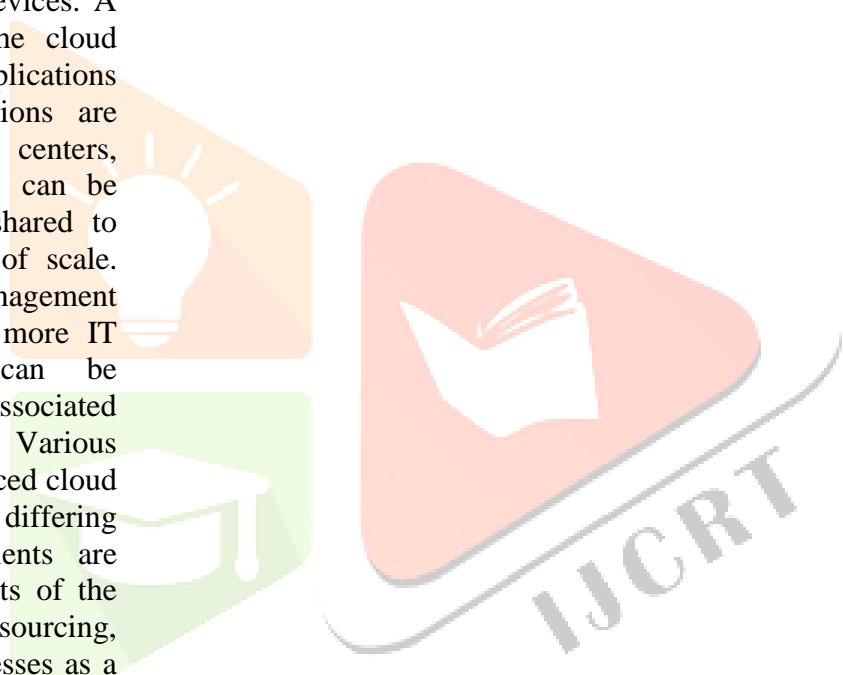 evices. A
he cloud
plications
ions are
centers,
can be
shared to
of scale.
nagement
more IT
can be
ssociated
Various
ced cloud
differing
ents are
ts of the
sourcing,
esses as a
IJCRT